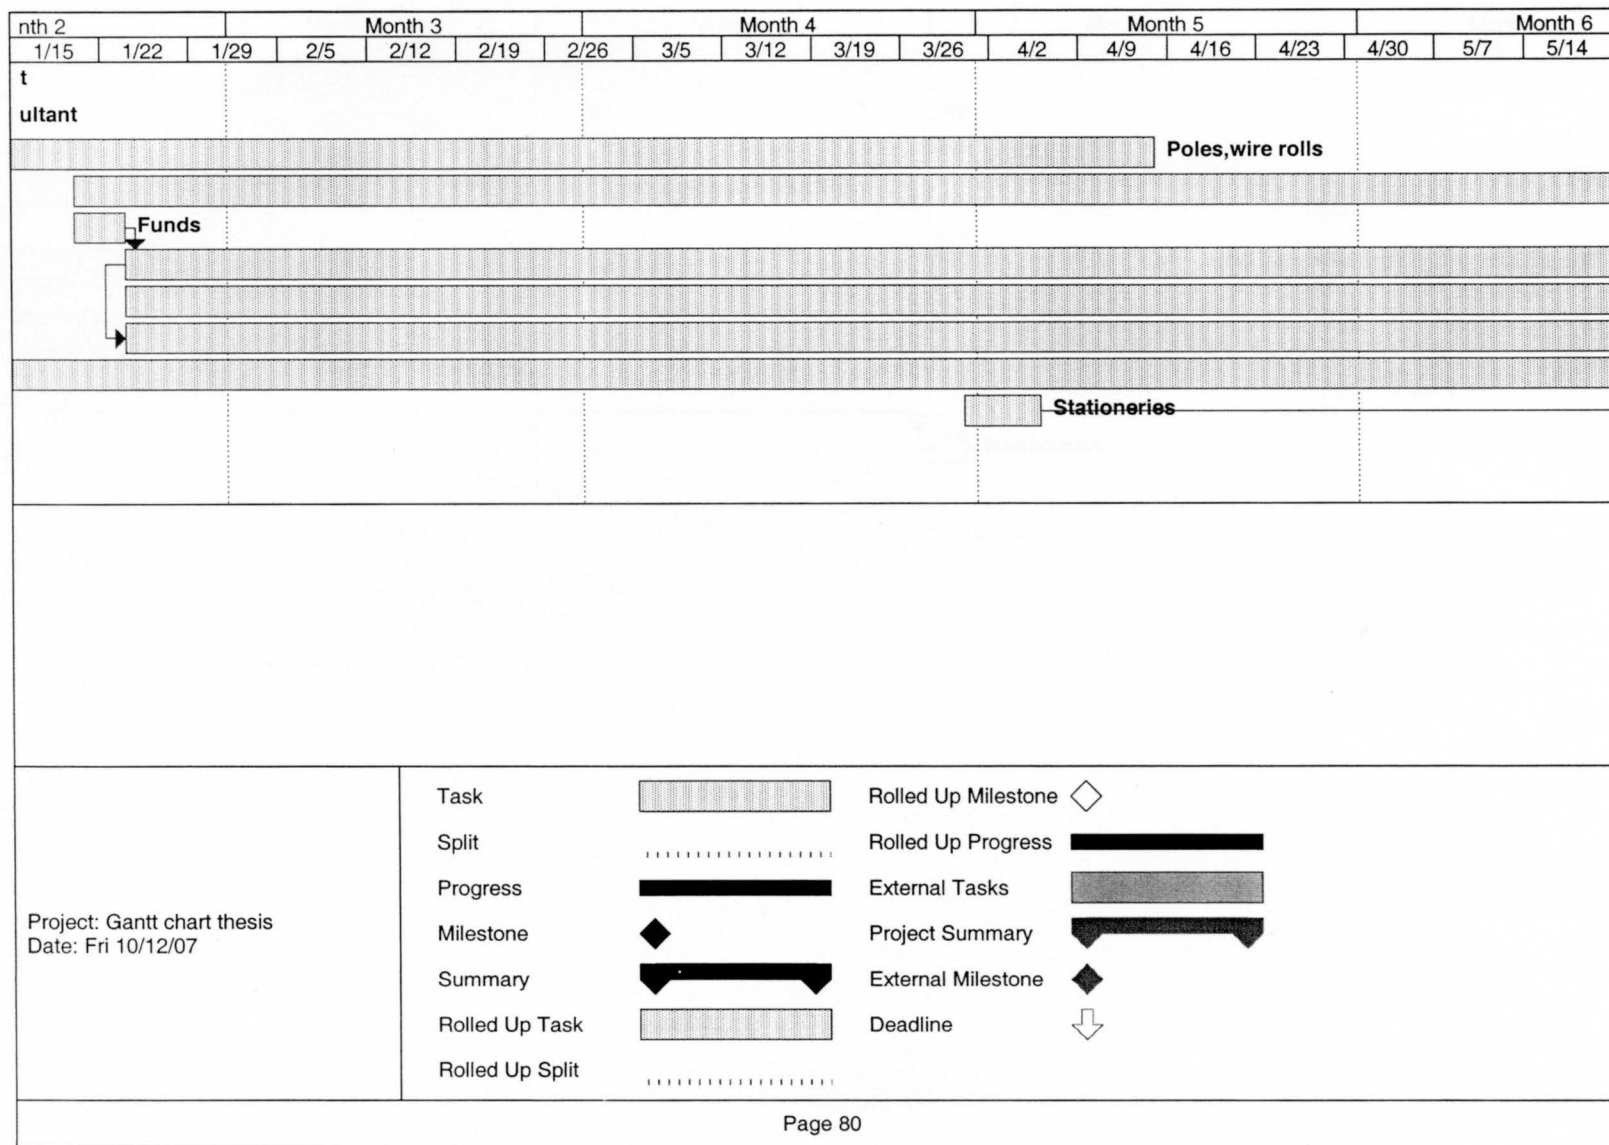 nth 2 Month 3 Month 4 Month 5 Month 6
1/15 1/22 1/29 2/5 2/12 2/19 2/26 3/5 3/12 3/19 3/26 4/2 4/9 4/16 4/23 4/30 5/7 5/14
t
ultant
Poles,wire rolls
Funds
Stationeries
Project: Gantt chart thesis
Date: Fri 10/12/07
Task
Split
Progress
Milestone
Summary
Rolled Up Task
Rolled Up Split
Rolled Up Milestone
Rolled Up Progress
External Tasks
Project Summary
External Milestone
Deadline
Page 80